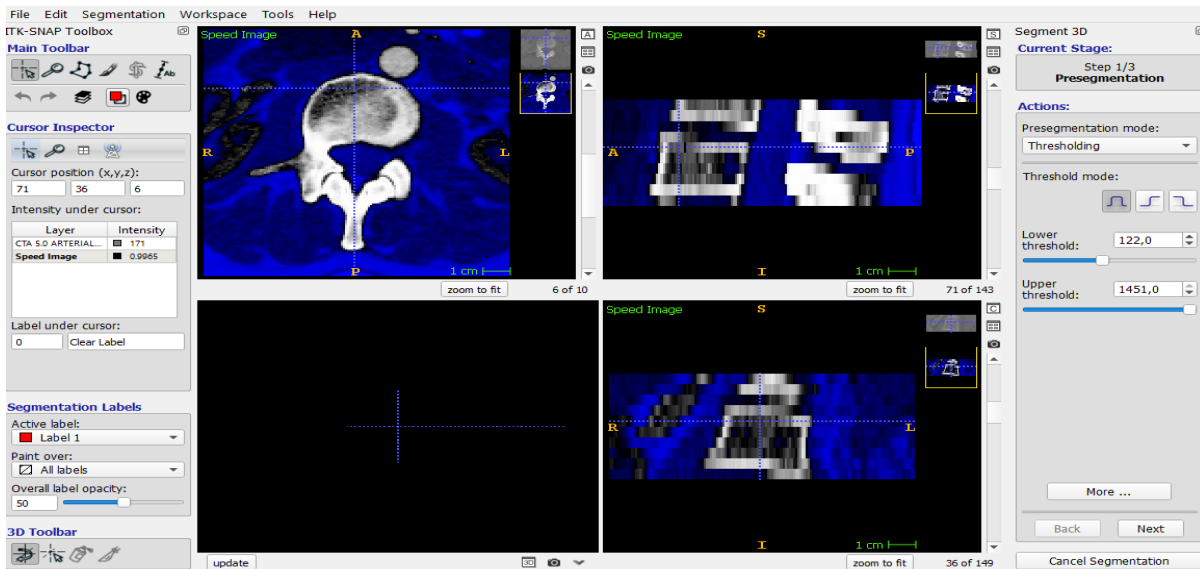 File Edit Segmentation Workspace Tools Help
ITK-SNAP Toolbox
Main Toolbar
Ab
Cursor Inspector
Cursor position (x,y,z):
71 36 6
Intensity under cursor:
Layer Intensity
CTA 5.0 ARTERIAL... 171
Speed Image 0.9965
Label under cursor:
0 Clear Label
Segmentation Labels
Active label:
Label 1
Paint over:
All labels
Overall label opacity:
50
3D Toolbar
Speed Image
A
R
L
P
1 cm
A
zoom to fit 6 of 10
Speed Image
S
A
P
I
1 cm
S
zoom to fit 71 of 143
update
3D
Speed Image
S
R
L
I
1 cm
C
zoom to fit 36 of 149
Segment 3D
Current Stage:
Step 1/3
Presegmentation
Actions:
Presegmentation mode:
Thresholding
Threshold mode:
Lower
threshold: 122,0
Upper
threshold: 1451,0
More ...
Back Next
Cancel Segmentation